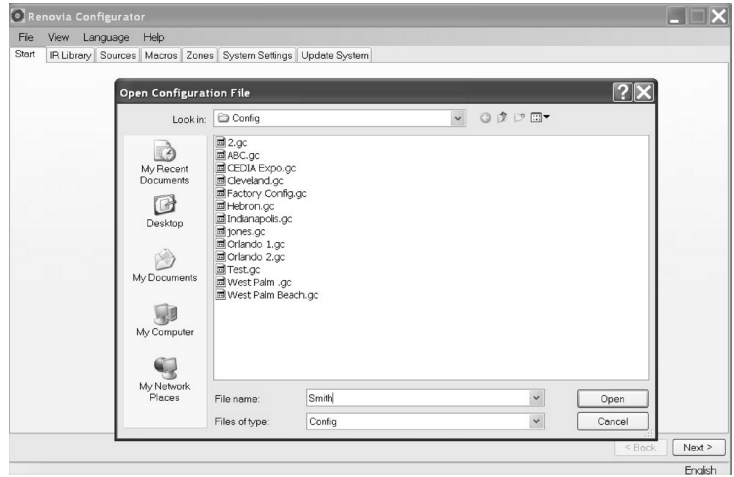 Renovia Configurator
File View Language Help
Start IR Library Sources Macros Zones System Settings Update System
Open Configuration File
Look in: Config
My Recent Documents
Desktop
My Documents
My Computer
My Network Places
2.gc
ABC.gc
CEDIA Expo.gc
Cleveland.gc
Factory Config.gc
Hebron.gc
Indianapolis.gc
jones.gc
Orlando 1.gc
Orlando 2.gc
Test.gc
West Palm .gc
West Palm Beach.gc
File name: Smith Open
Files of type: Config Cancel
< Back Next >
English